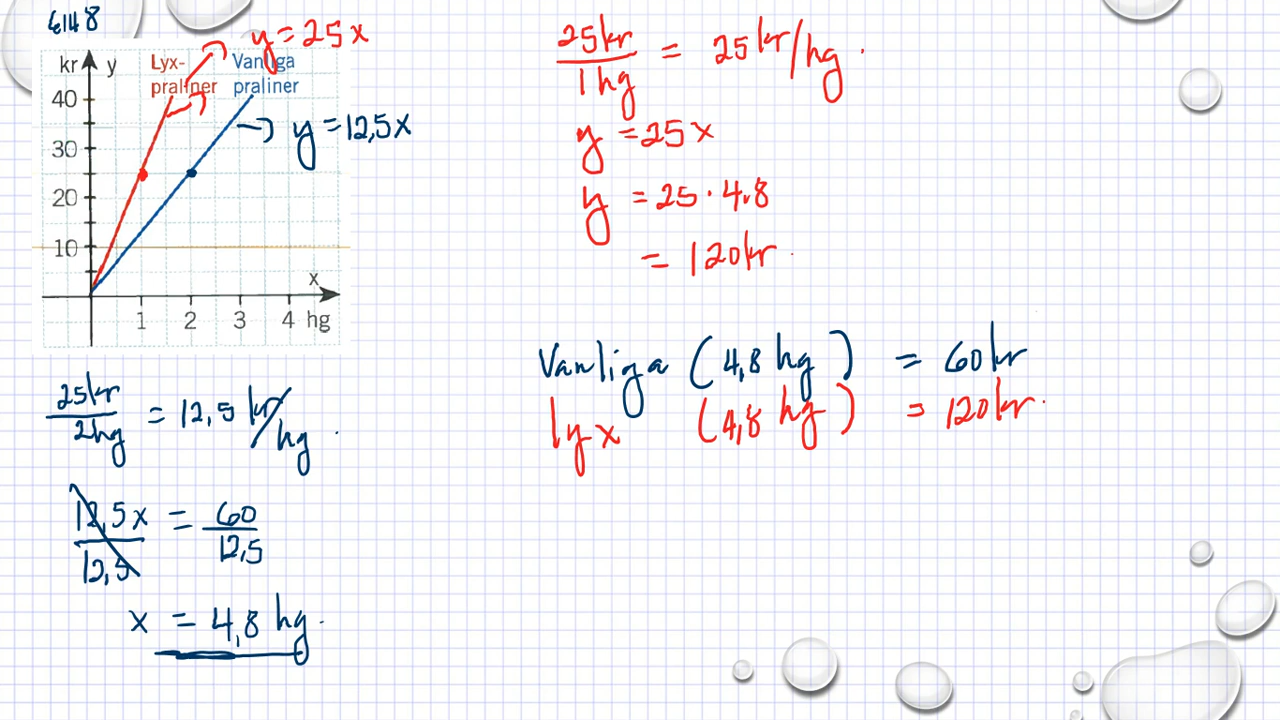 4148
y = 25x
kr y Lyx- Vanliga
praliner praliner
40
y = 12,5x
30
20
10
x
1 2 3 4 hg
25kr/2hg = 12,5 kr/hg.
12,5x/12,5 = 60/12,5
x = 4,8 hg.
25kr/1hg = 25kr/hg.
y = 25x
y = 25 · 4.8
= 120kr.
Vanliga (4,8 hg) = 60kr
lyx (4,8 hg) = 120kr.